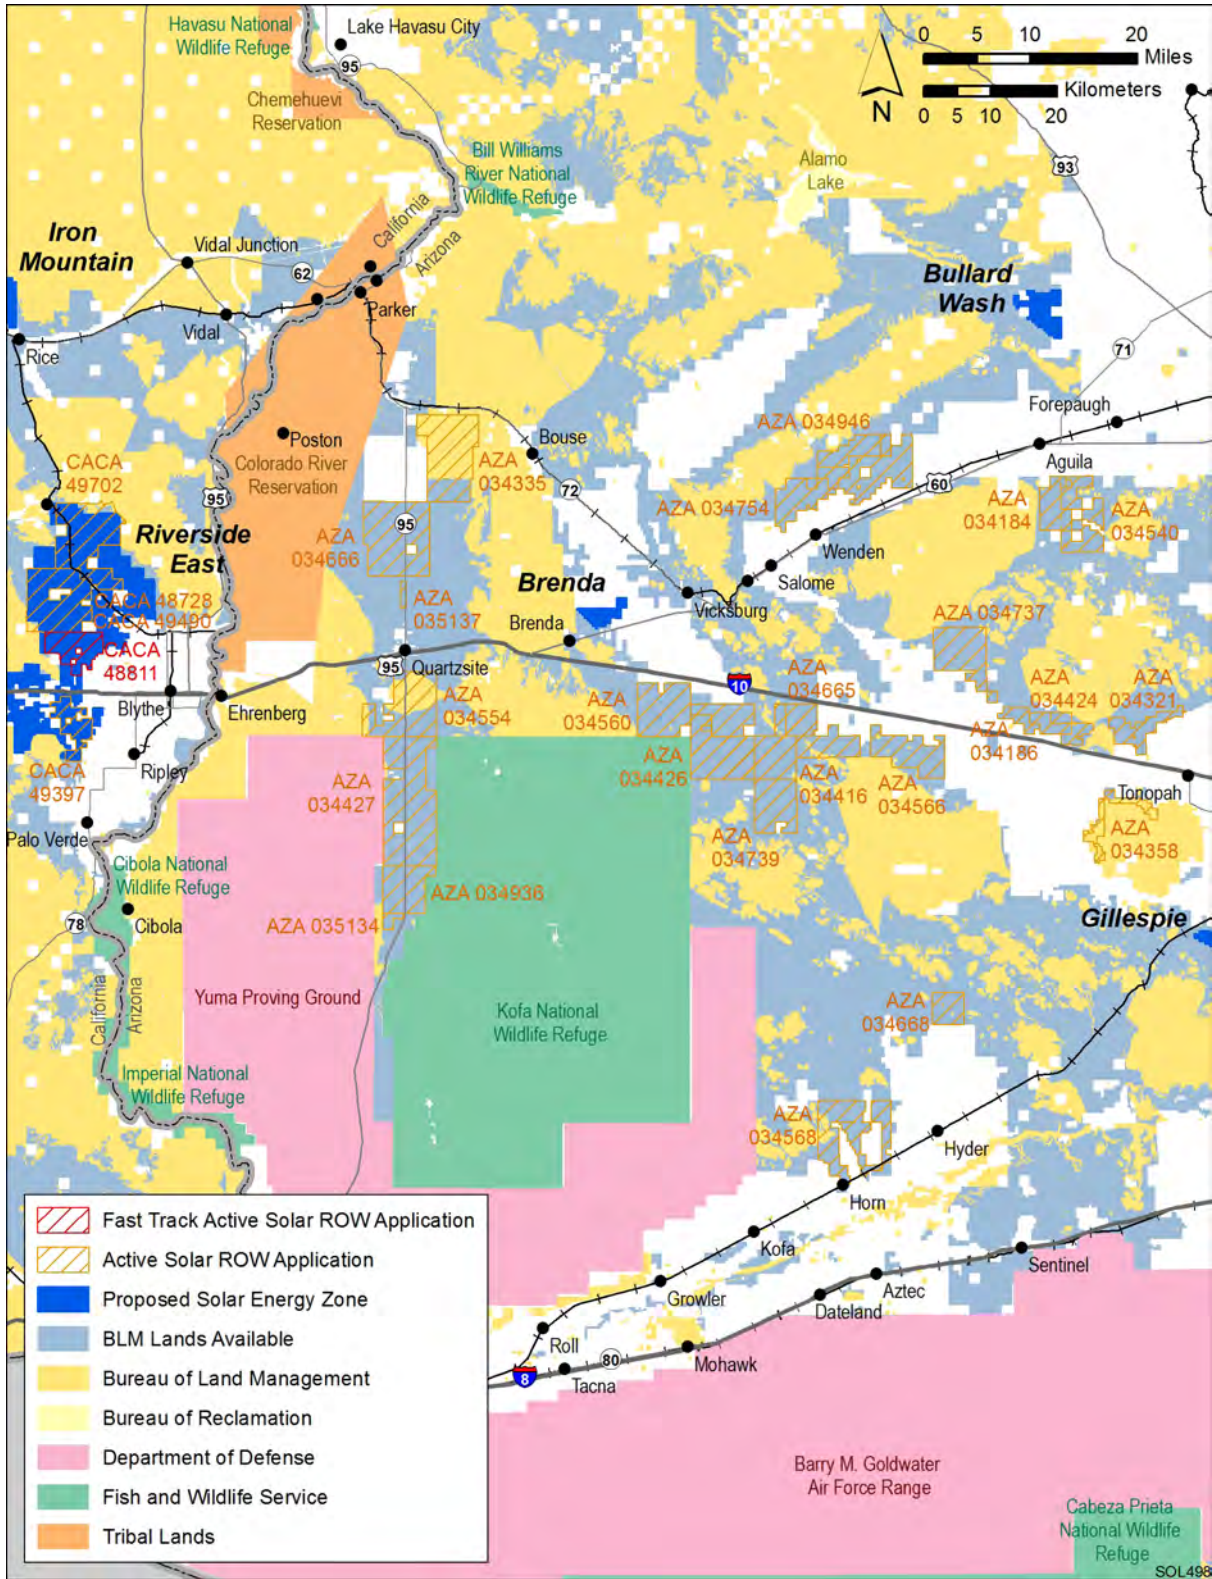 Havasu National
Wildlife Refuge
Lake Havasu City
95
Chemehuevi
Reservation
Bill Williams
River National
Wildlife Refuge
Alamo
Lake
N
0 5 10 20
Miles
Kilometers
0 5 10 20
93
Iron
Mountain
Vidal Junction
62
California
Arizona
Parker
Vidal
Rice
Bullard
Wash
71
Forepaugh
Aguila
60
Poston
Colorado River
Reservation
95
CACA
49702
Riverside
East
CACA 48728
CACA 49490
CACA
48811
AZA
034335
Bouse
72
AZA
034666
95
AZA
035137
Brenda
Brenda
AZA 034946
AZA 034754
Wenden
Salome
Vicksburg
AZA
034184
AZA
034540
AZA 034737
Quartzsite
95
10
Blythe
Ehrenberg
Ripley
CACA
49397
Palo Verde
AZA
034554
AZA
034560
AZA
034665
AZA
034424
AZA
034321
AZA
034186
AZA
034427
AZA
034426
AZA
034416
AZA
034566
AZA
034739
Tonopah
AZA
034358
AZA 034936
AZA 035134
Cibola National
Wildlife Refuge
78
Cibola
California
Arizona
Yuma Proving Ground
Kofa National
Wildlife Refuge
Gillespie
AZA
034668
Imperial National
Wildlife Refuge
AZA
034568
Hyder
Horn
Kofa
Growler
Roll
Sentinel
Aztec
Dateland
Mohawk
80
8
Tacna
Barry M. Goldwater
Air Force Range
Cabeza Prieta
National Wildlife
Refuge
Fast Track Active Solar ROW Application
Active Solar ROW Application
Proposed Solar Energy Zone
BLM Lands Available
Bureau of Land Management
Bureau of Reclamation
Department of Defense
Fish and Wildlife Service
Tribal Lands
SOL498